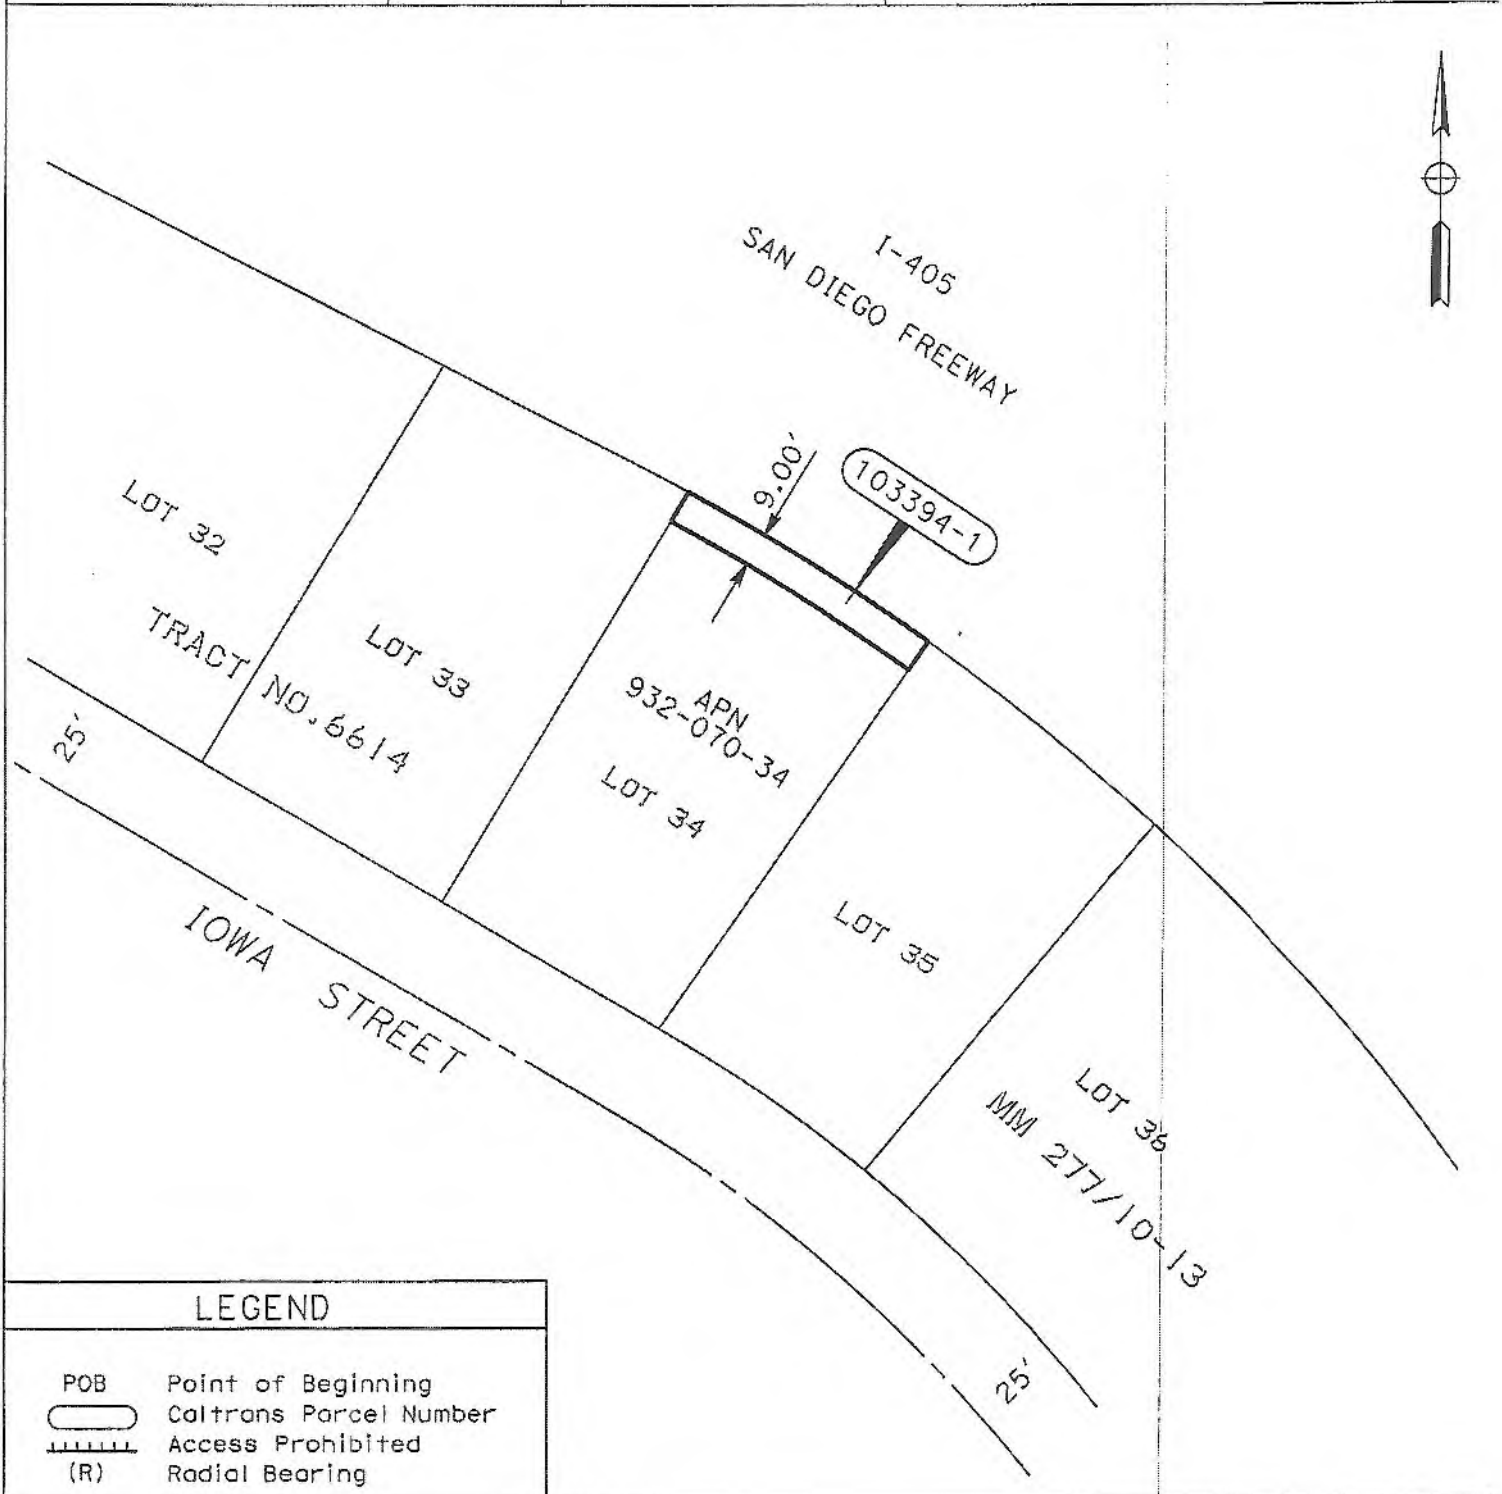 I-405
SAN DIEGO FREEWAY
9.00'
103394-1
LOT 32
TRACT NO. 6614
LOT 33
APN
932-070-34
LOT 34
LOT 35
25'
IOWA STREET
LOT 36
MM 277/10-13
25'
LEGEND
POB Point of Beginning
Caltrans Parcel Number
Access Prohibited
(R) Radial Bearing